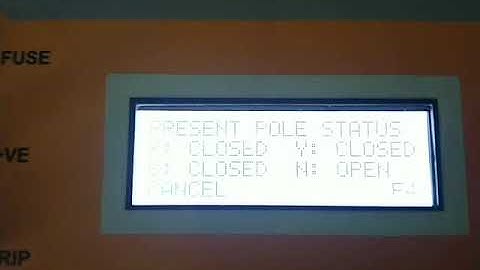 FUSE
PRESENT POLE STATUS
R: CLOSED Y: CLOSED
B: CLOSED N: OPEN
CANCEL F4
VE
RIP